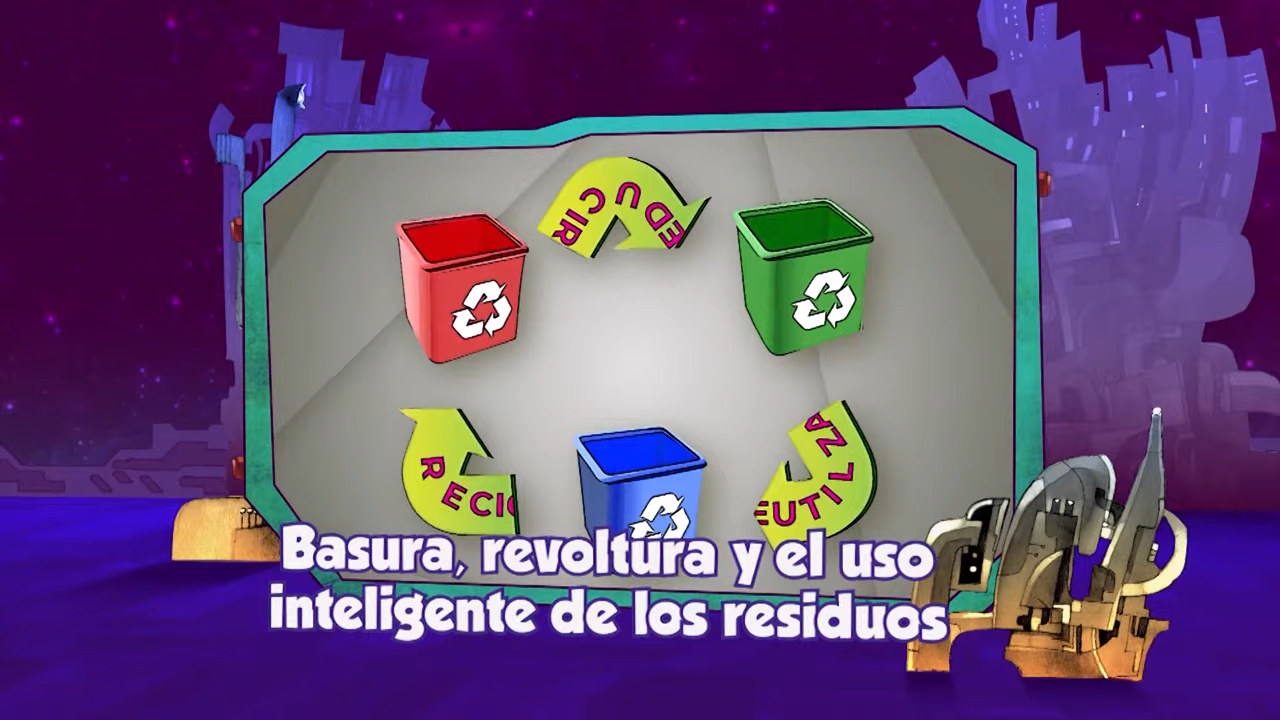 EDUCIR
RECIC
EUTILZA
Basura, revoltura y el uso
inteligente de los residuos